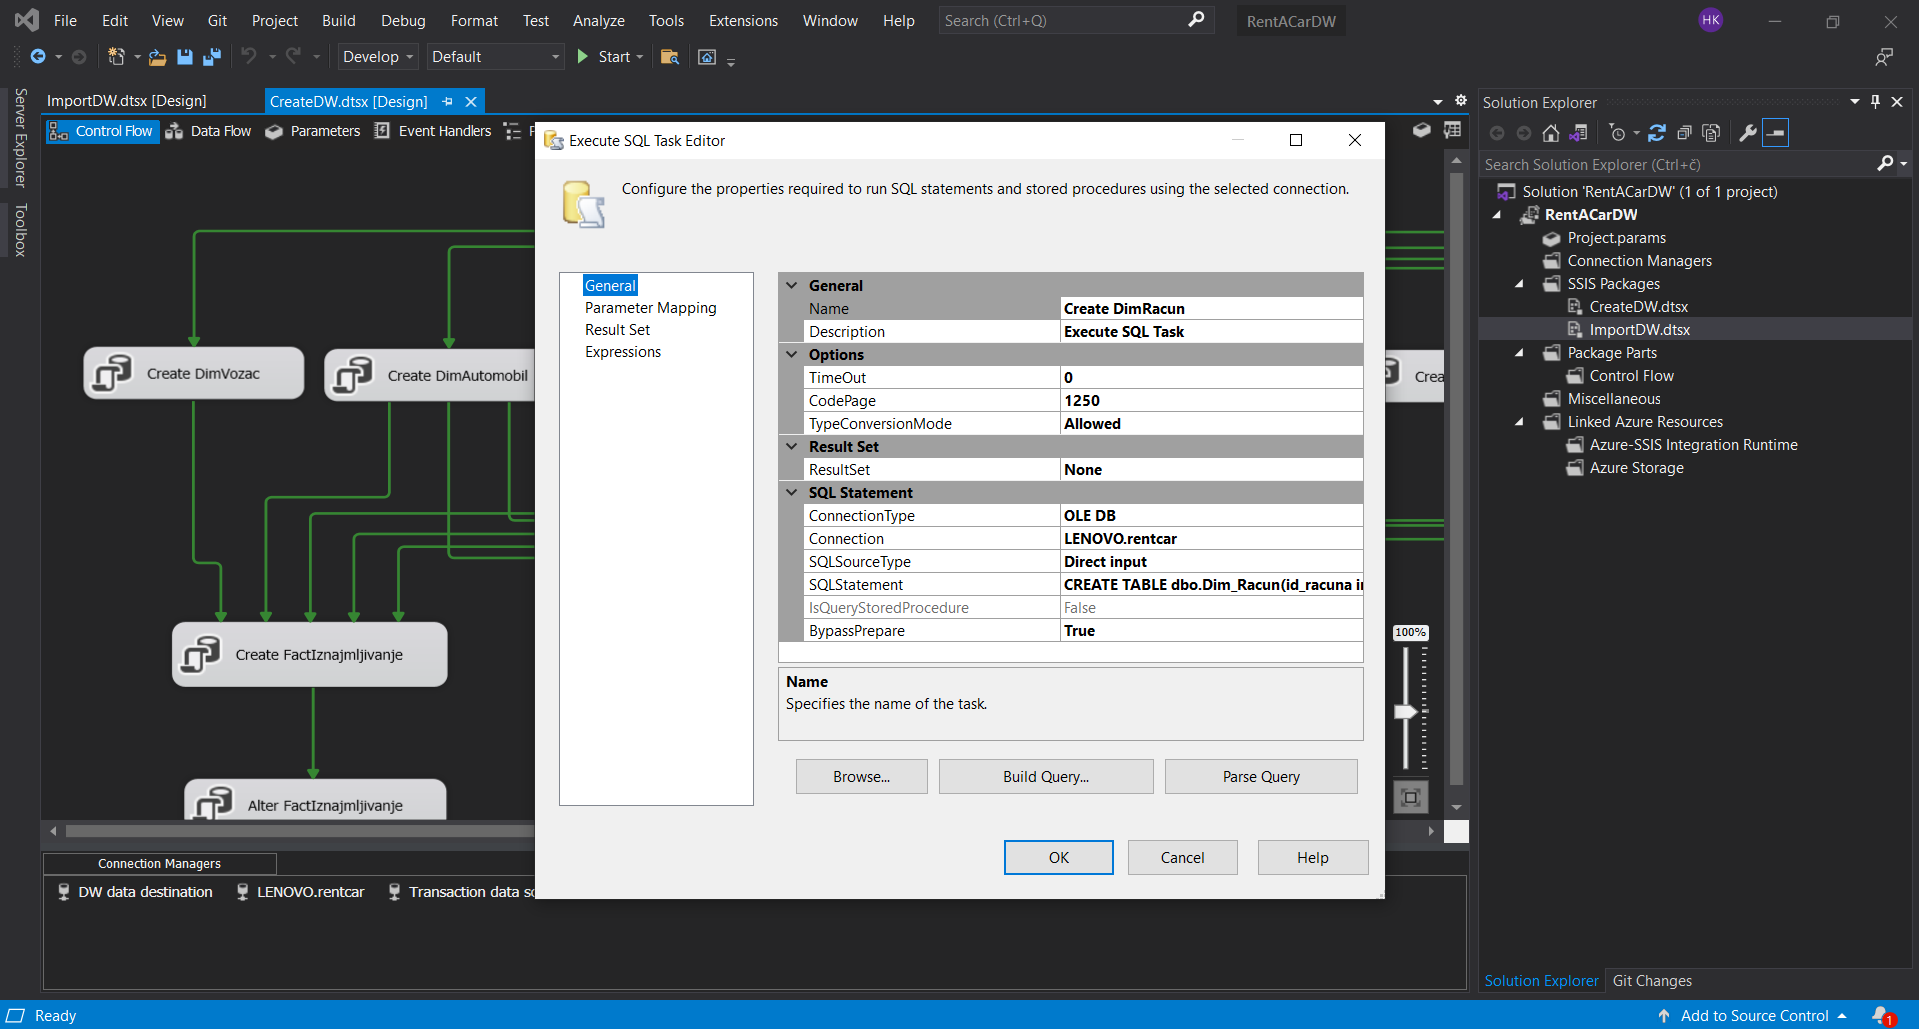 File Edit View Git Project Build Debug Format Test Analyze Tools Extensions Window Help Search (Ctrl+Q) RentACarDW HK
Develop Default Start
Server Explorer
Toolbox
ImportDW.dtsx [Design] CreateDW.dtsx [Design]
Control Flow Data Flow Parameters Event Handlers
Create DimVozac
Create DimAutomobil
Create FactIznajmljivanje
Alter FactIznajmljivanje
100%
Connection Managers
DW data destination LENOVO.rentcar Transaction data
Execute SQL Task Editor
Configure the properties required to run SQL statements and stored procedures using the selected connection.
General
Parameter Mapping
Result Set
Expressions
General
Name Create DimRacun
Description Execute SQL Task
Options
TimeOut 0
CodePage 1250
TypeConversionMode Allowed
Result Set
ResultSet None
SQL Statement
ConnectionType OLE DB
Connection LENOVO.rentcar
SQLSourceType Direct input
SQLStatement CREATE TABLE dbo.Dim_Racun(id_racuna
IsQueryStoredProcedure False
BypassPrepare True
Name
Specifies the name of the task.
Browse... Build Query... Parse Query
OK Cancel Help
Solution Explorer
Search Solution Explorer (Ctrl+č)
Solution 'RentACarDW' (1 of 1 project)
RentACarDW
Project.params
Connection Managers
SSIS Packages
CreateDW.dtsx
ImportDW.dtsx
Package Parts
Control Flow
Miscellaneous
Linked Azure Resources
Azure-SSIS Integration Runtime
Azure Storage
Solution Explorer Git Changes
Ready Add to Source Control 1